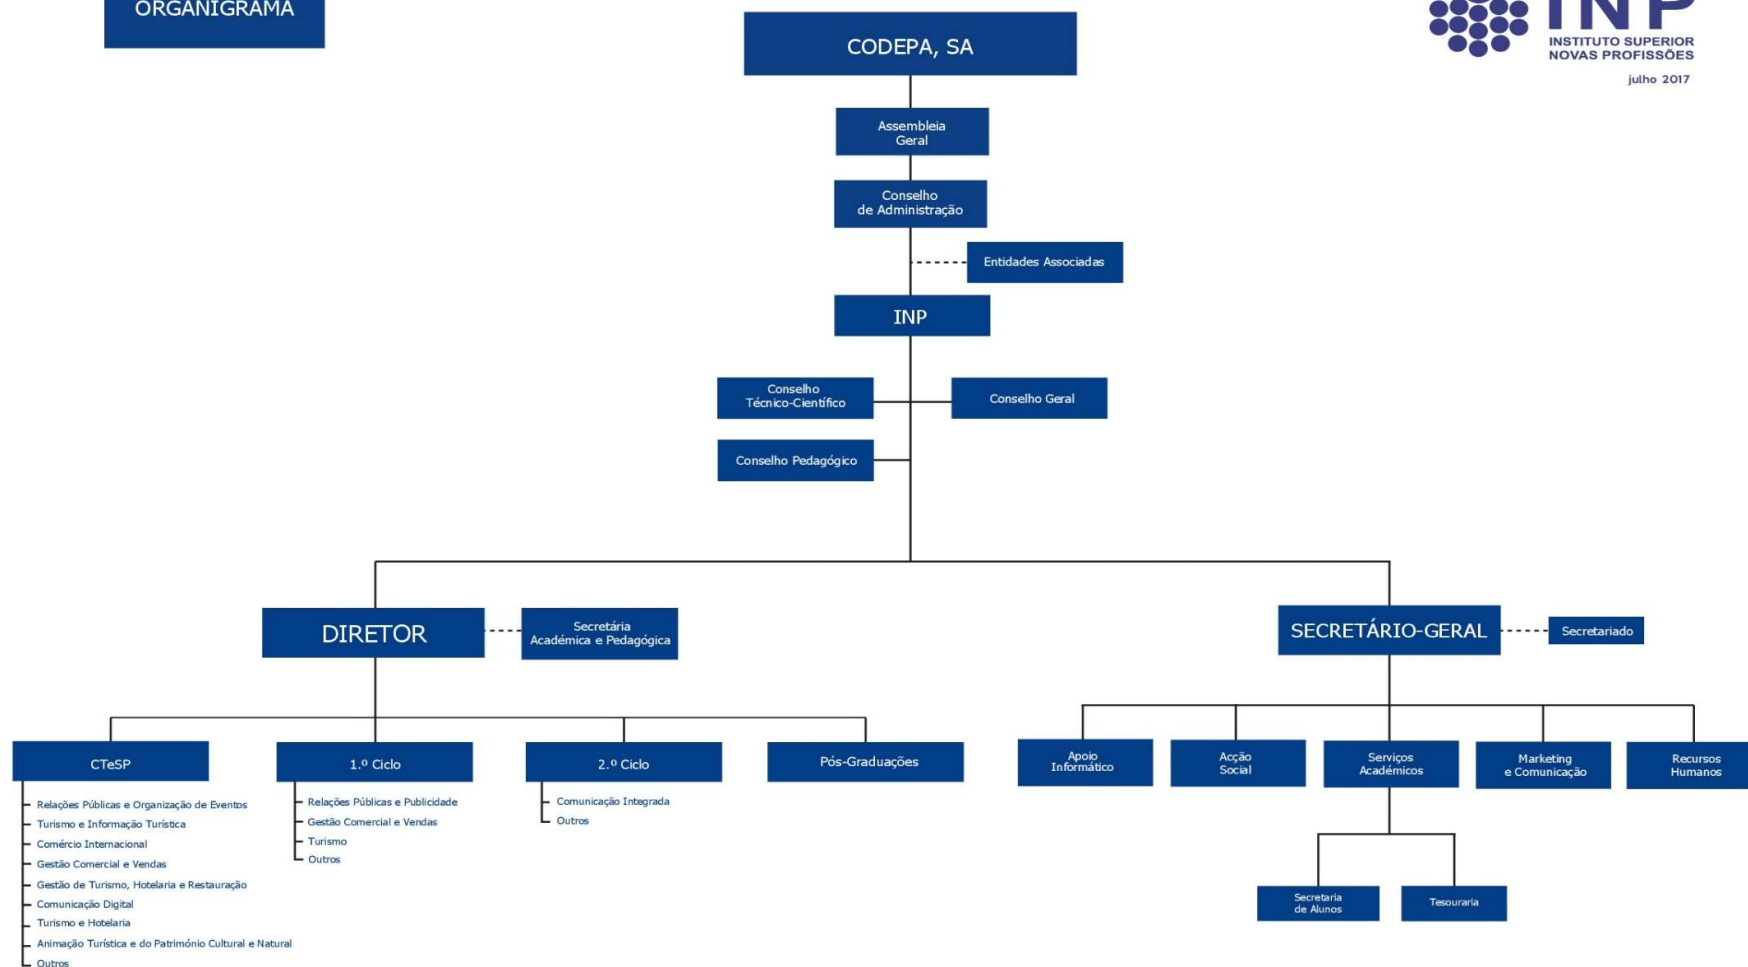 ORGANIGRAMA
INP
INSTITUTO SUPERIOR
NOVAS PROFISSÕES
julho 2017
CODEPA, SA
Assembleia
Geral
Conselho
de Administração
Entidades Associadas
INP
Conselho
Técnico-Científico
Conselho Geral
Conselho Pedagógico
DIRETOR
Secretária
Académica e Pedagógica
SECRETÁRIO-GERAL
Secretariado
CTeSP
Relações Públicas e Organização de Eventos
Turismo e Informação Turística
Comércio Internacional
Gestão Comercial e Vendas
Gestão de Turismo, Hotelaria e Restauração
Comunicação Digital
Turismo e Hotelaria
Animação Turística e do Património Cultural e Natural
Outros
1.º Ciclo
Relações Públicas e Publicidade
Gestão Comercial e Vendas
Turismo
Outros
2.º Ciclo
Comunicação Integrada
Outros
Pós-Graduações
Apoio
Informático
Acção
Social
Serviços
Académicos
Marketing
e Comunicação
Recursos
Humanos
Secretaria
de Alunos
Tesouraria